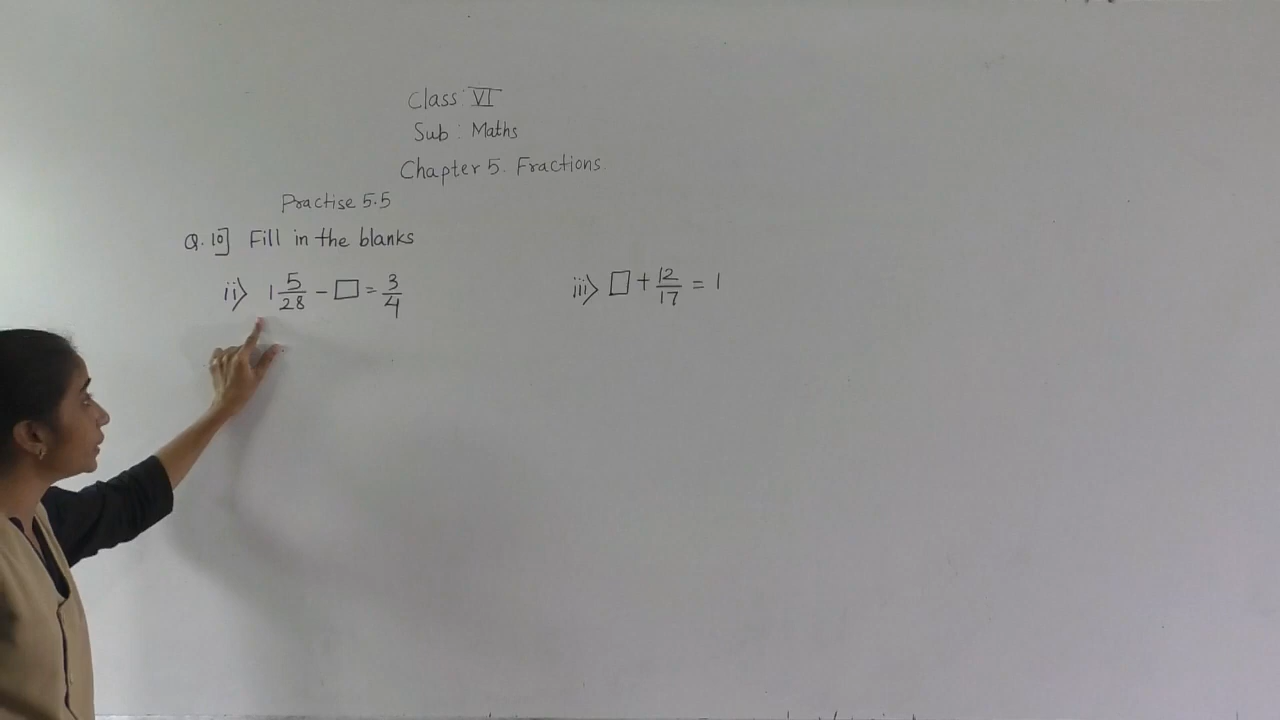 Class VI
Sub : Maths
Chapter 5. Fractions.
Practise 5.5
Q. 10] Fill in the blanks
ii> 1 5/28 - □ = 3/4
iii> □ + 12/17 = 1